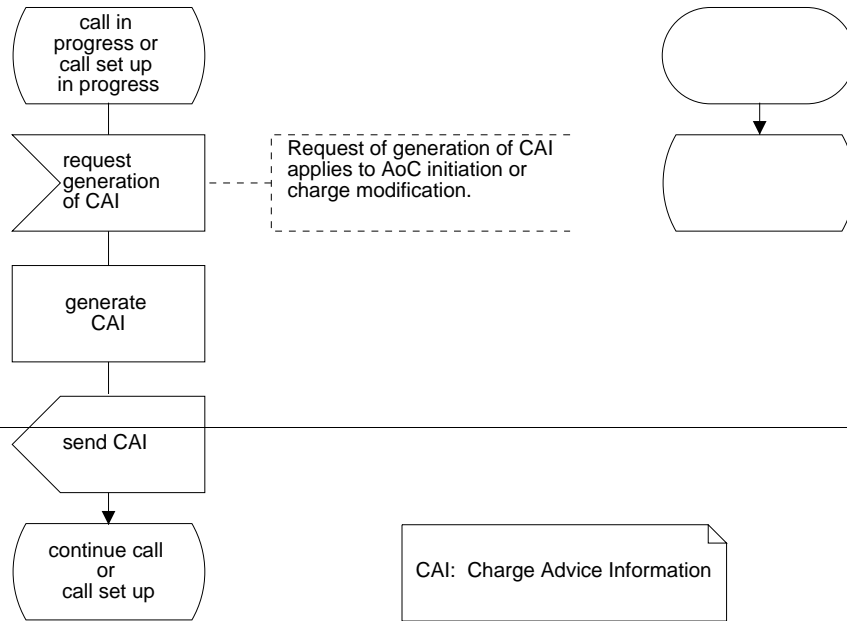 call in
progress or
call set up
in progress
request
generation
of CAI
Request of generation of CAI
applies to AoC initiation or
charge modification.
generate
CAI
send CAI
continue call
or
call set up
CAI: Charge Advice Information